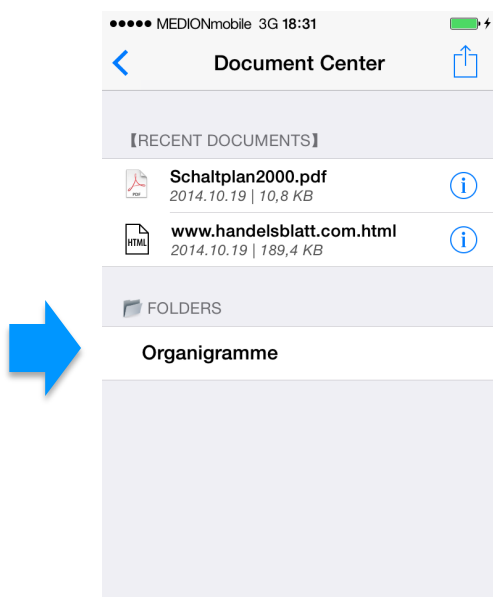 MEDIONmobile 3G 18:31
Document Center
【RECENT DOCUMENTS】
PDF
Schaltplan2000.pdf
2014.10.19 | 10,8 KB
HTML
www.handelsblatt.com.html
2014.10.19 | 189,4 KB
FOLDERS
Organigramme